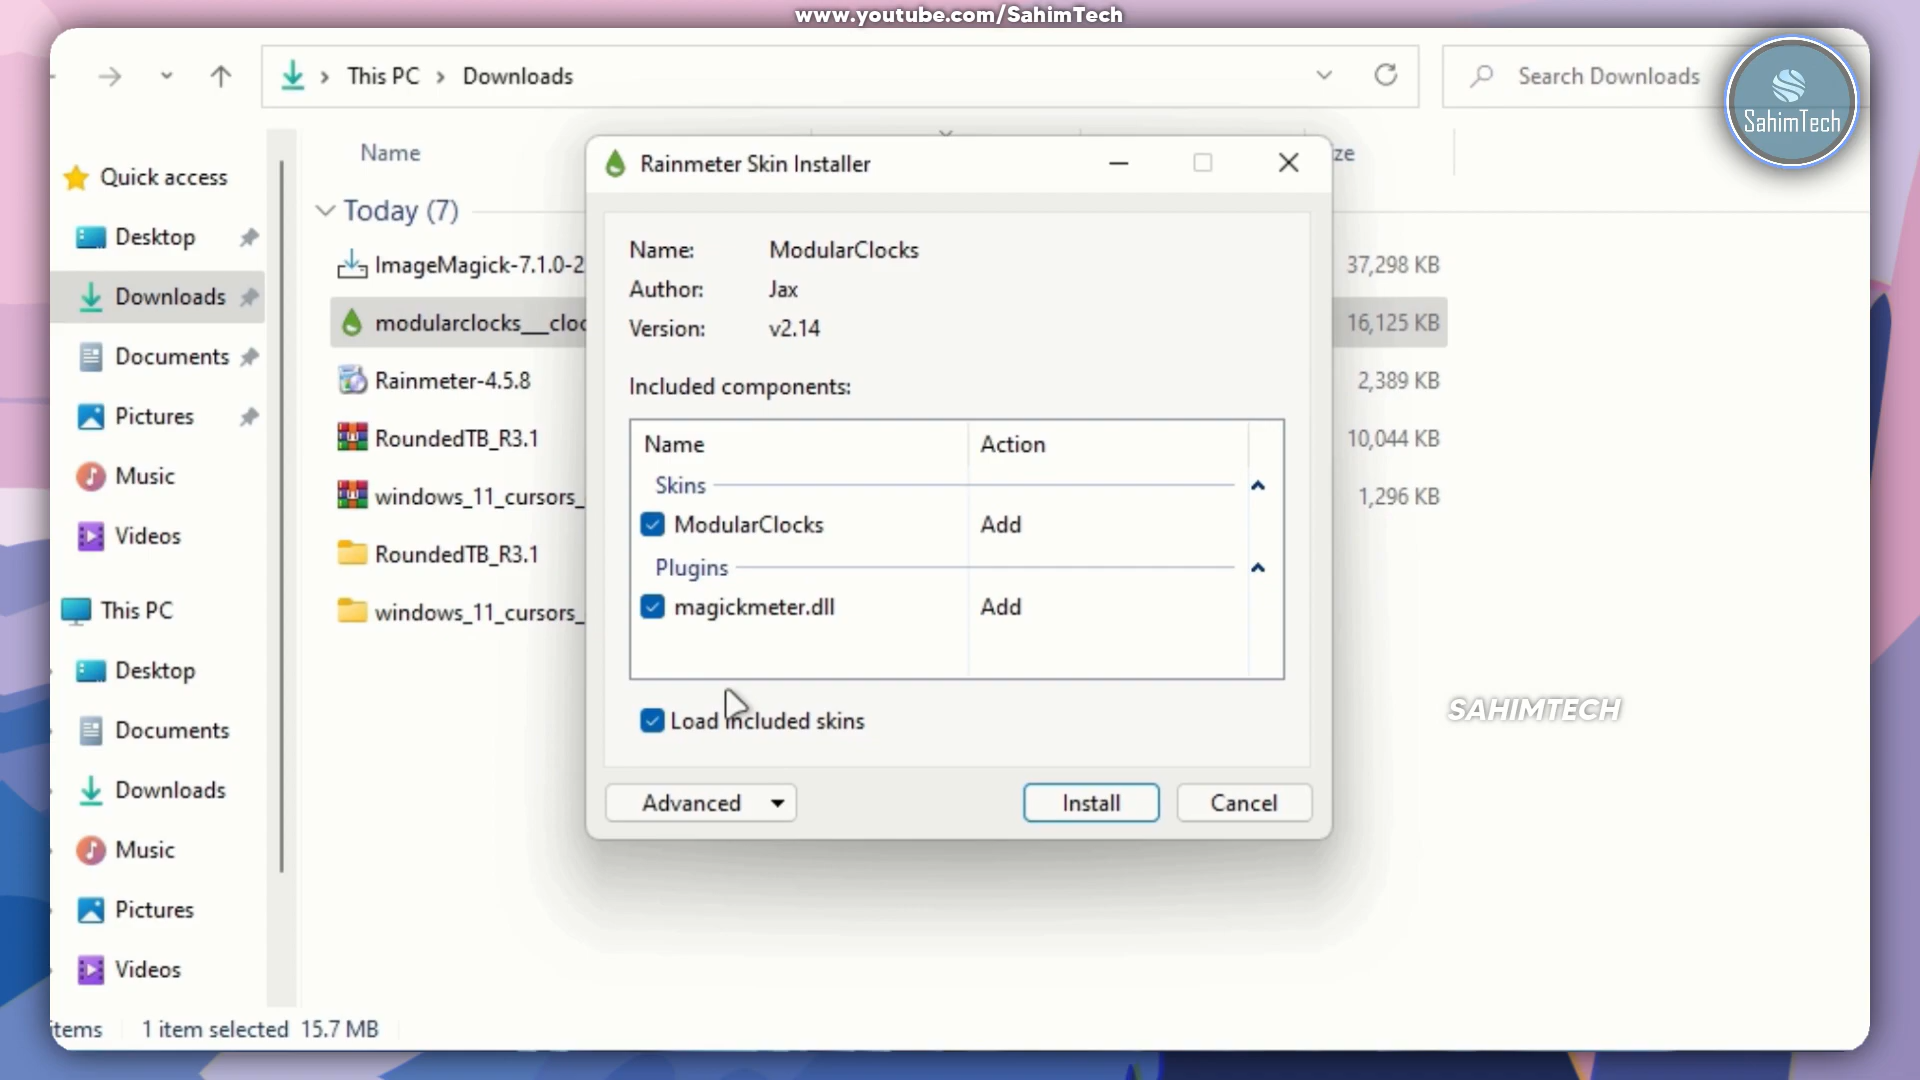 www.youtube.com/SahimTech
This PC
Downloads
Search Downloads
SahimTech
Name
ze
Quick access
Desktop
Downloads
Documents
Pictures
Music
Videos
This PC
Desktop
Documents
Downloads
Music
Pictures
Videos
Today (7)
ImageMagick-7.1.0-2
37,298 KB
modularclocks__cloc
16,125 KB
Rainmeter-4.5.8
2,389 KB
RoundedTB_R3.1
10,044 KB
windows_11_cursors_
1,296 KB
RoundedTB_R3.1
windows_11_cursors_
Rainmeter Skin Installer
Name: ModularClocks
Author: Jax
Version: v2.14
Included components:
Name Action
Skins
ModularClocks Add
Plugins
magickmeter.dll Add
Load included skins
Advanced
Install
Cancel
SAHIMTECH
items
1 item selected 15.7 MB